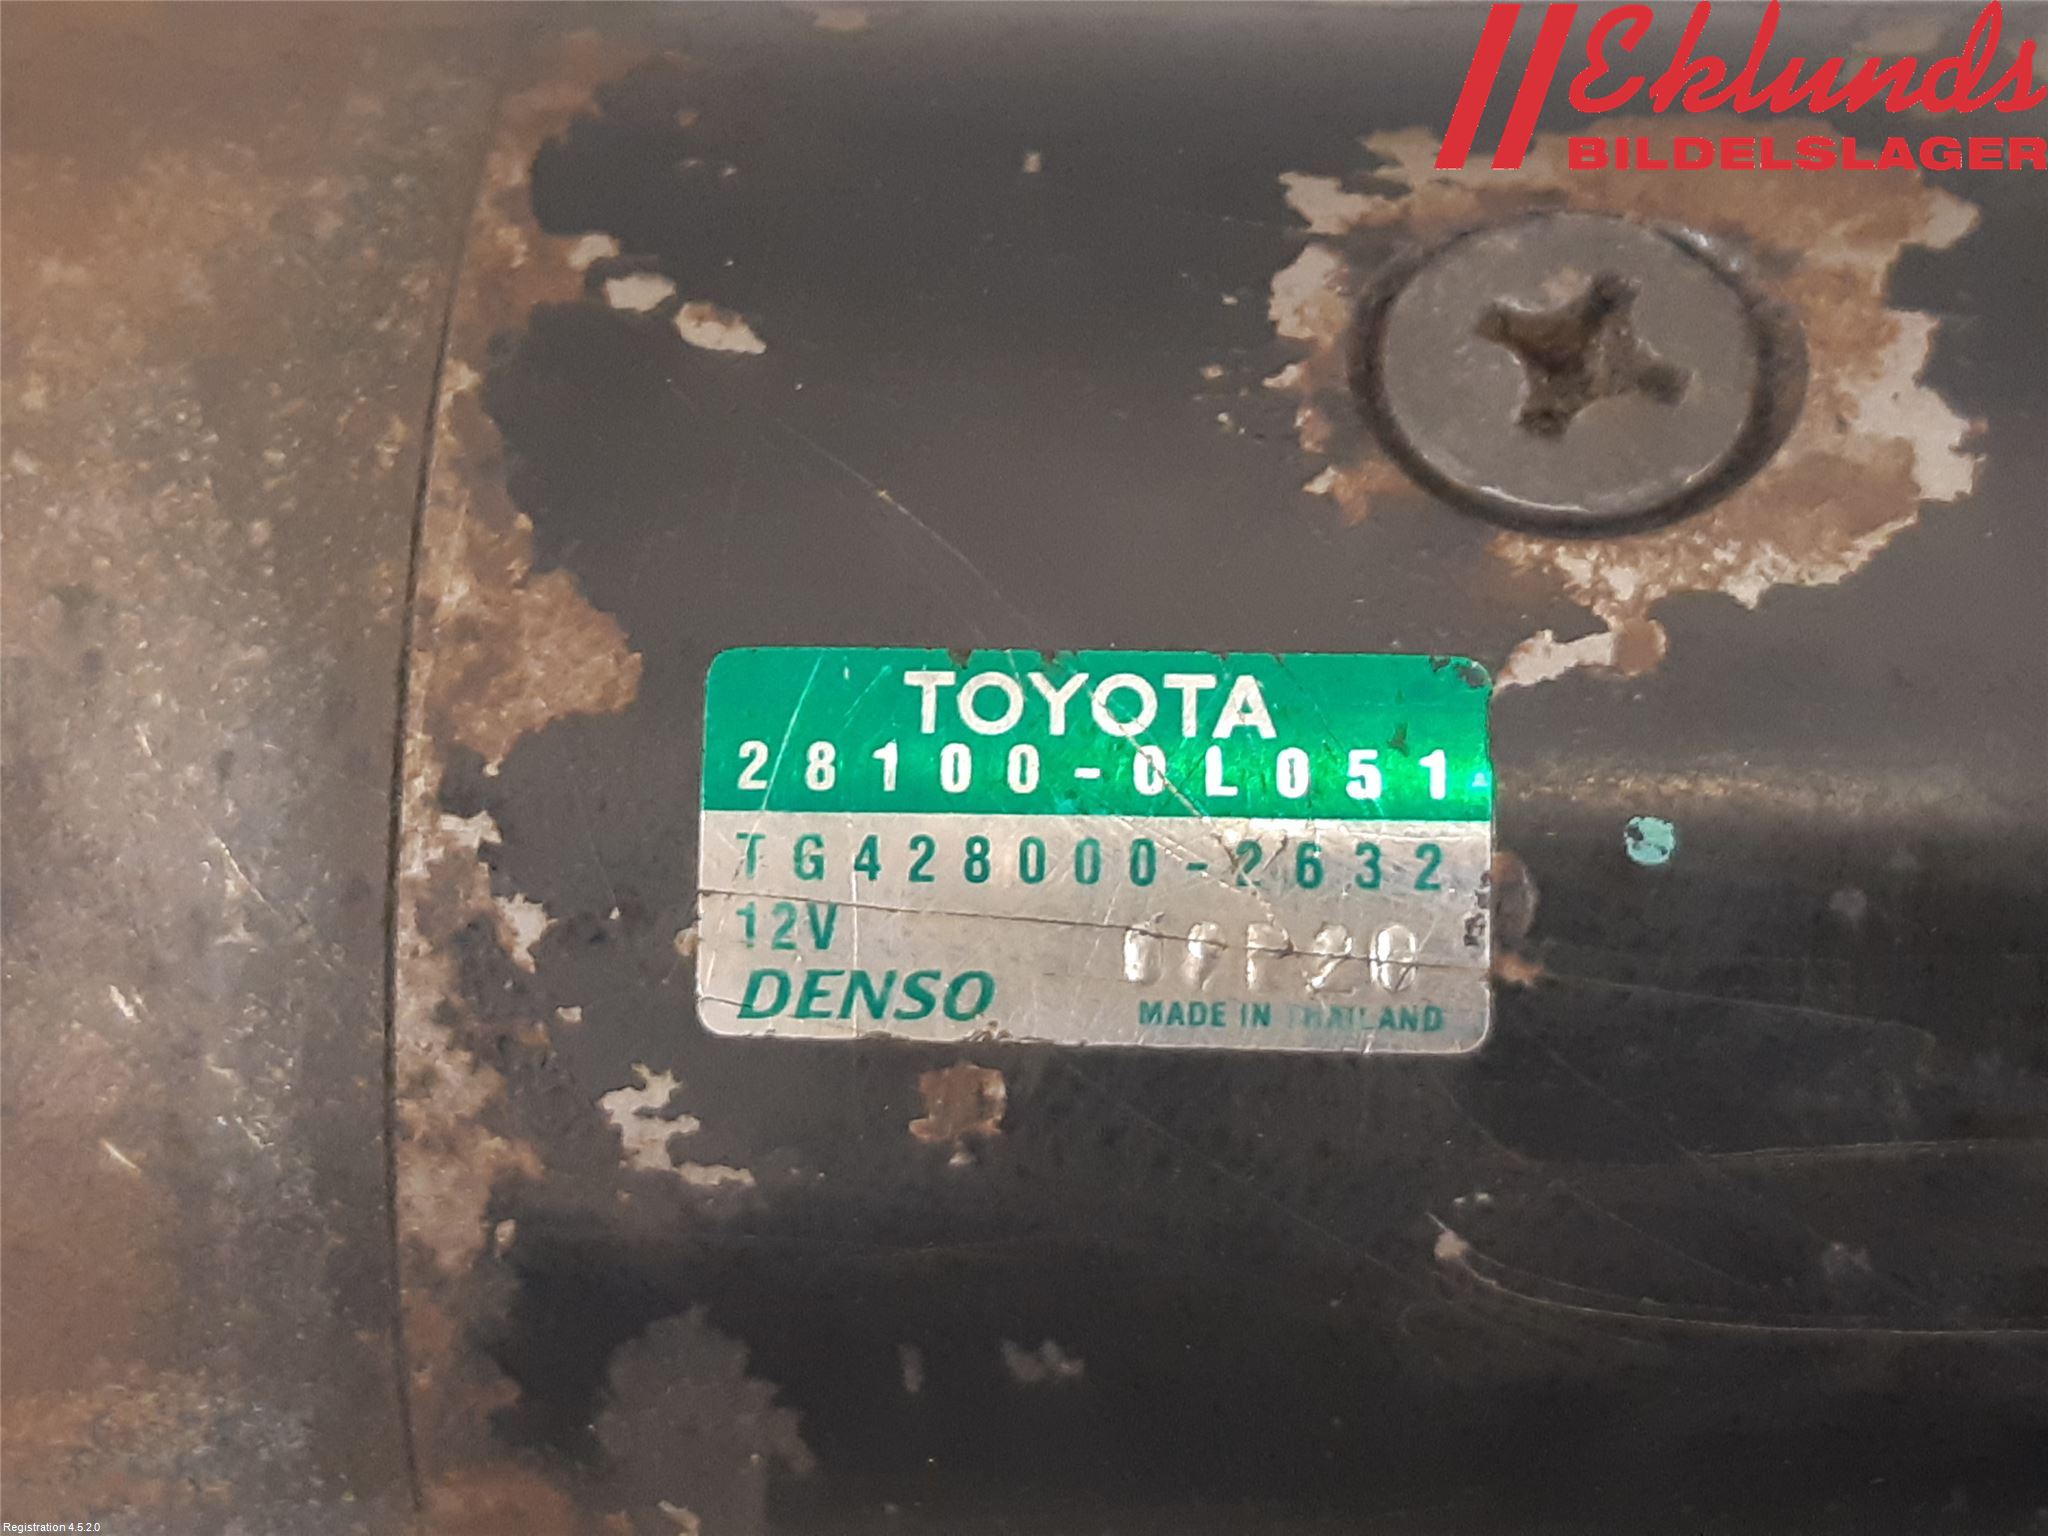 Eklunds
BILDELSLAGER
TOYOTA
28100-0L051
TG428000-2632
12V
DENSO
MADE IN THAILAND
Registration 4.5.2.0